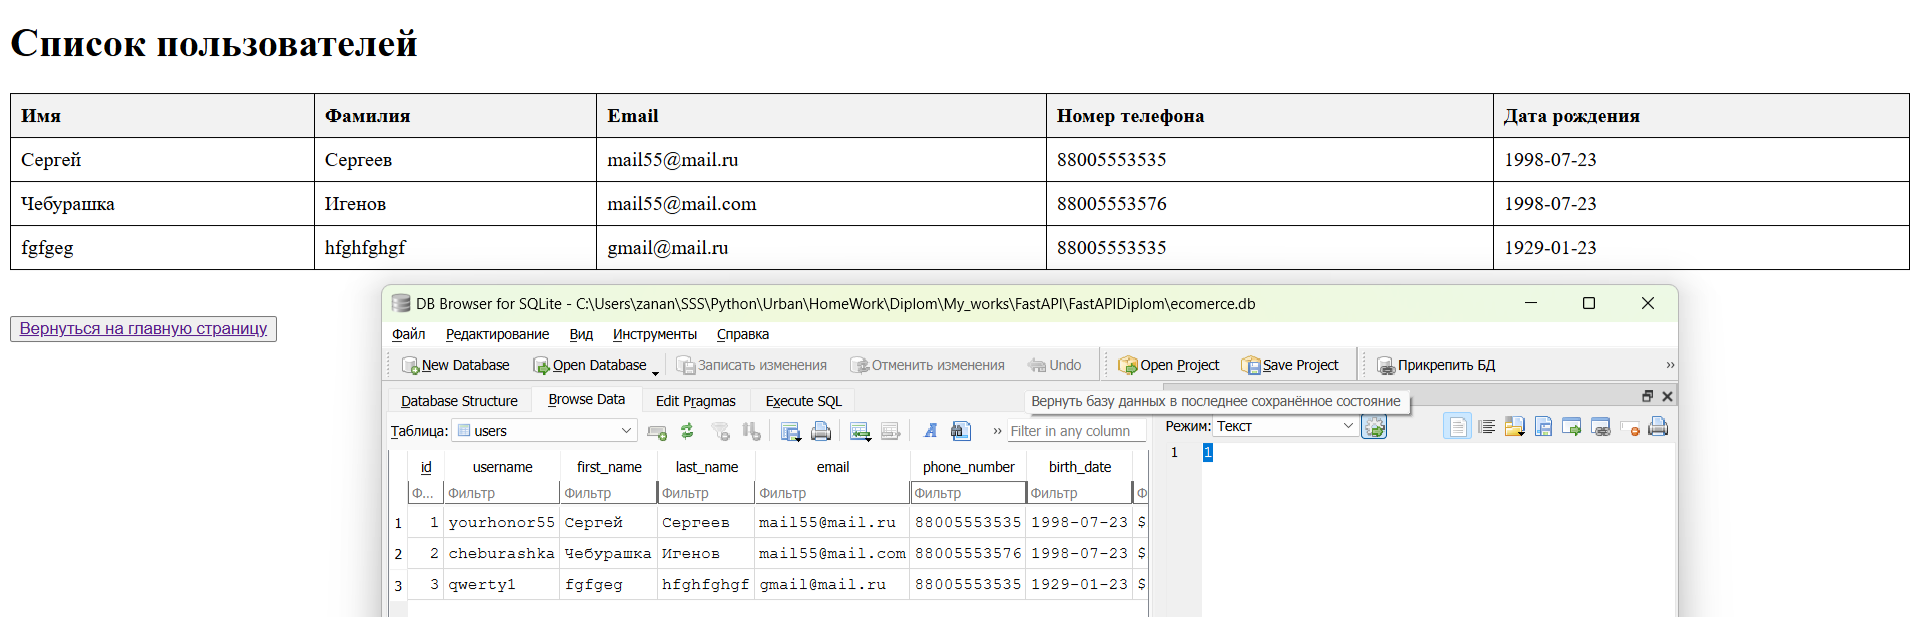 Список пользователей
Имя Фамилия Email Номер телефона Дата рождения
Сергей Сергеев mail55@mail.ru 88005553535 1998-07-23
Чебурашка Игенов mail55@mail.com 88005553576 1998-07-23
fgfgeg hfghfghgf gmail@mail.ru 88005553535 1929-01-23
Вернуться на главную страницу
DB Browser for SQLite - C:\Users\zanan\SSS\Python\Urban\HomeWork\Diplom\My_works\FastAPI\FastAPIDiplom\ecomerce.db
Файл Редактирование Вид Инструменты Справка
New Database Open Database Записать изменения Отменить изменения Undo Open Project Save Project Прикрепить БД »
Database Structure Browse Data Edit Pragmas Execute SQL
Вернуть базу данных в последнее сохранённое состояние
Таблица: users » Filter in any column
Режим: Текст
1 1
id username first_name last_name email phone_number birth_date
Ф... Фильтр Фильтр Фильтр Фильтр Фильтр Фильтр Ф
1 1 yourhonor55 Сергей Сергеев mail55@mail.ru 88005553535 1998-07-23 $
2 2 cheburashka Чебурашка Игенов mail55@mail.com 88005553576 1998-07-23 $
3 3 qwerty1 fgfgeg hfghfghgf gmail@mail.ru 88005553535 1929-01-23 $